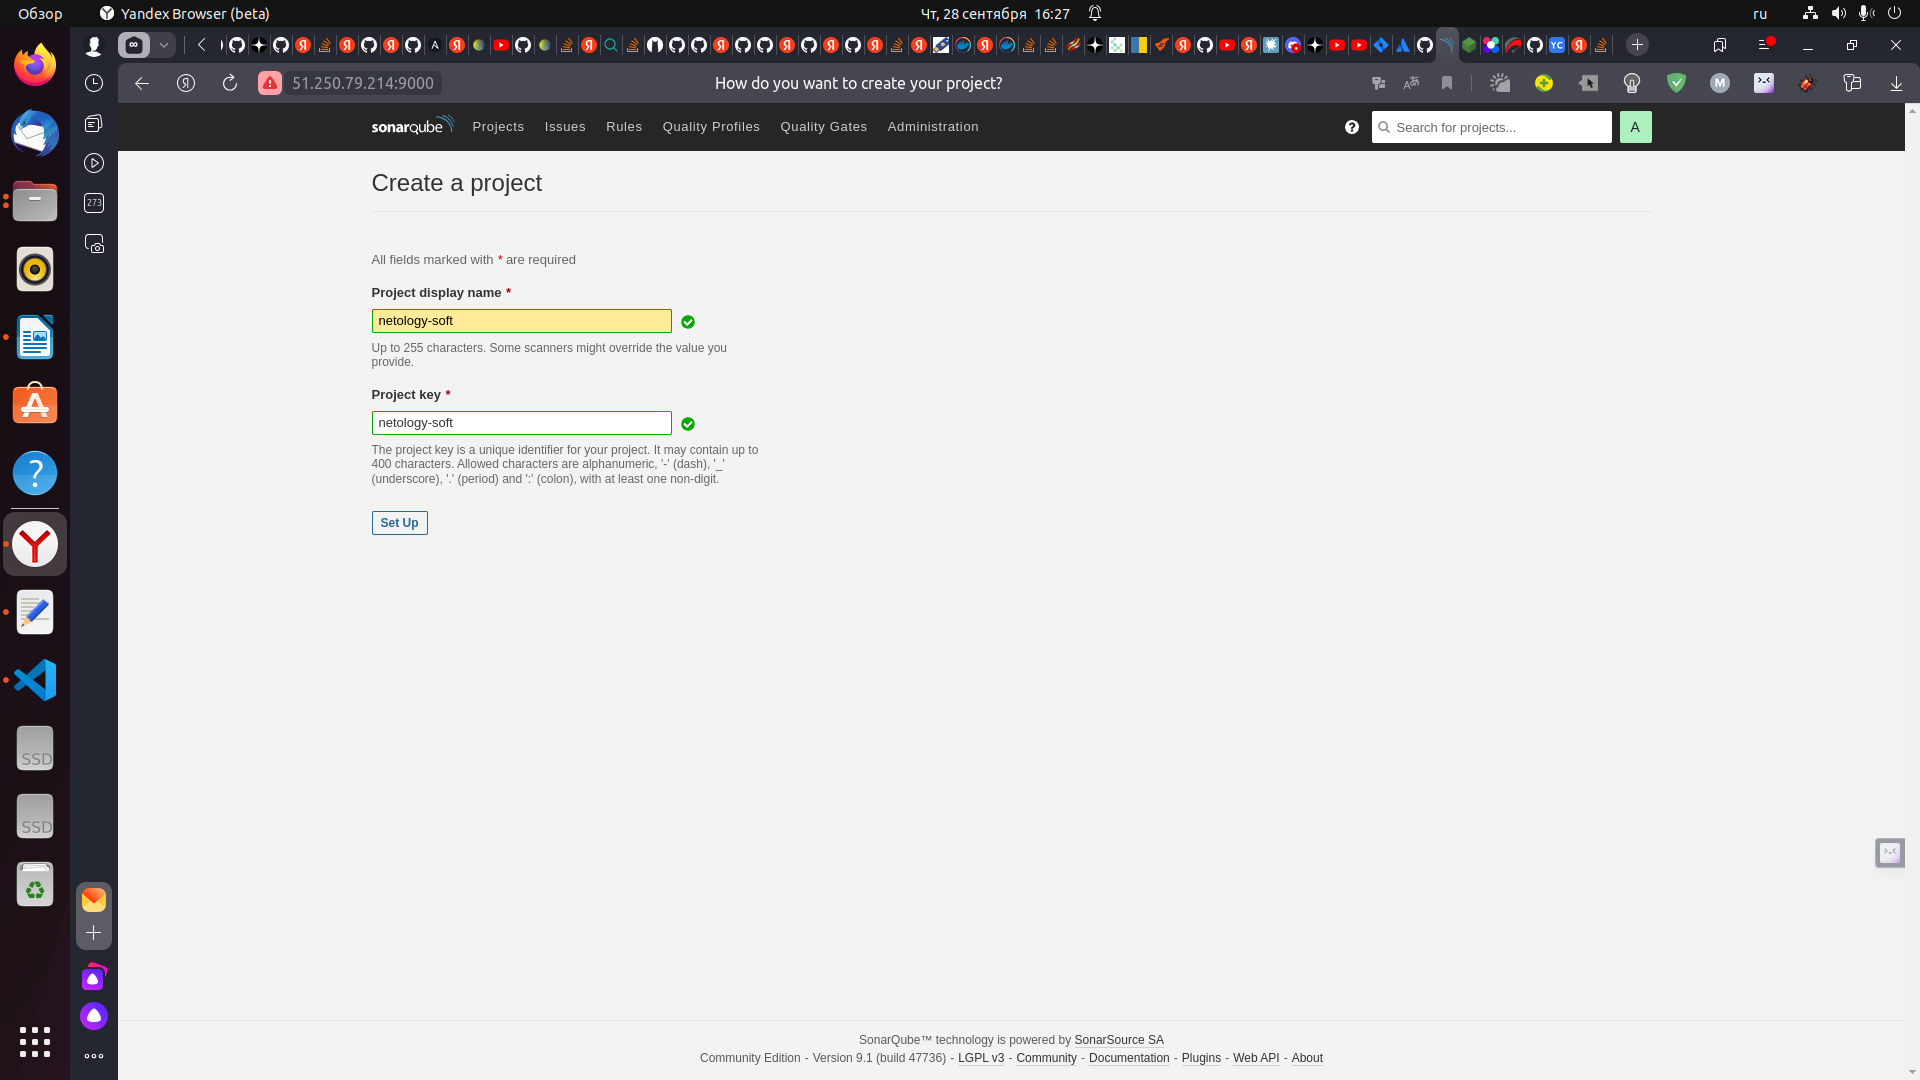 Обзор
Yandex Browser (beta)
Чт, 28 сентября 16:27
ru
51.250.79.214:9000
How do you want to create your project?
M
sonarqube
Projects
Issues
Rules
Quality Profiles
Quality Gates
Administration
Search for projects...
A
273
Create a project
All fields marked with * are required
Project display name *
netology-soft
Up to 255 characters. Some scanners might override the value you
provide.
Project key *
netology-soft
The project key is a unique identifier for your project. It may contain up to
400 characters. Allowed characters are alphanumeric, '-' (dash), '_'
(underscore), '.' (period) and ':' (colon), with at least one non-digit.
Set Up
SSD
SSD
SonarQube™ technology is powered by SonarSource SA
Community Edition - Version 9.1 (build 47736) - LGPL v3 - Community - Documentation - Plugins - Web API - About